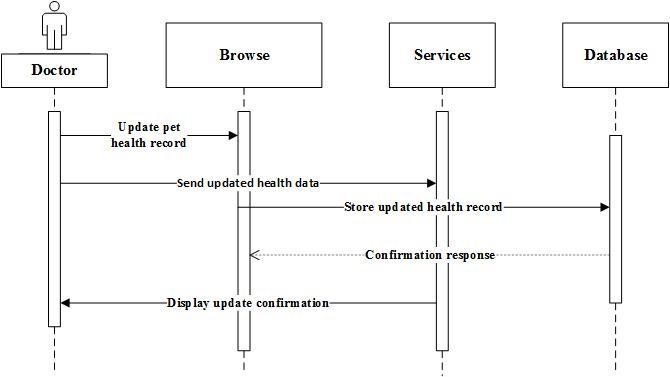 Doctor
Browse
Services
Database
Update pet
health record
Send updated health data
Store updated health record
Confirmation response
Display update confirmation